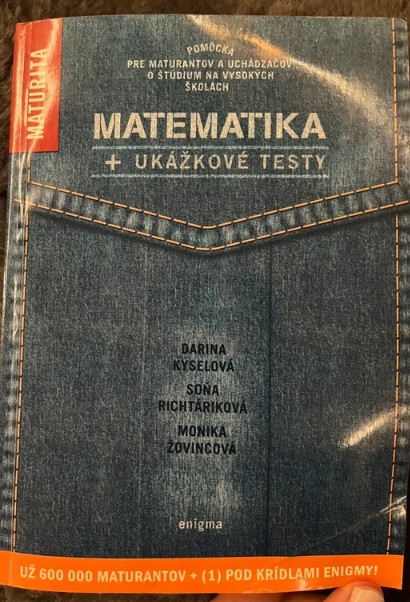 MATURITA
POMÔCKA
PRE MATURANTOV A UCHÁDZAČOV
O ŠTÚDIUM NA VYSOKÝCH
ŠKOLÁCH
MATEMATIKA
+ UKÁŽKOVÉ TESTY
DARINA
KYSELOVÁ
SOŇA
RICHTÁRIKOVÁ
MONIKA
ŽOVINCOVÁ
enigma
UŽ 600 000 MATURANTOV + (1) POD KRÍDLAMI ENIGMY!